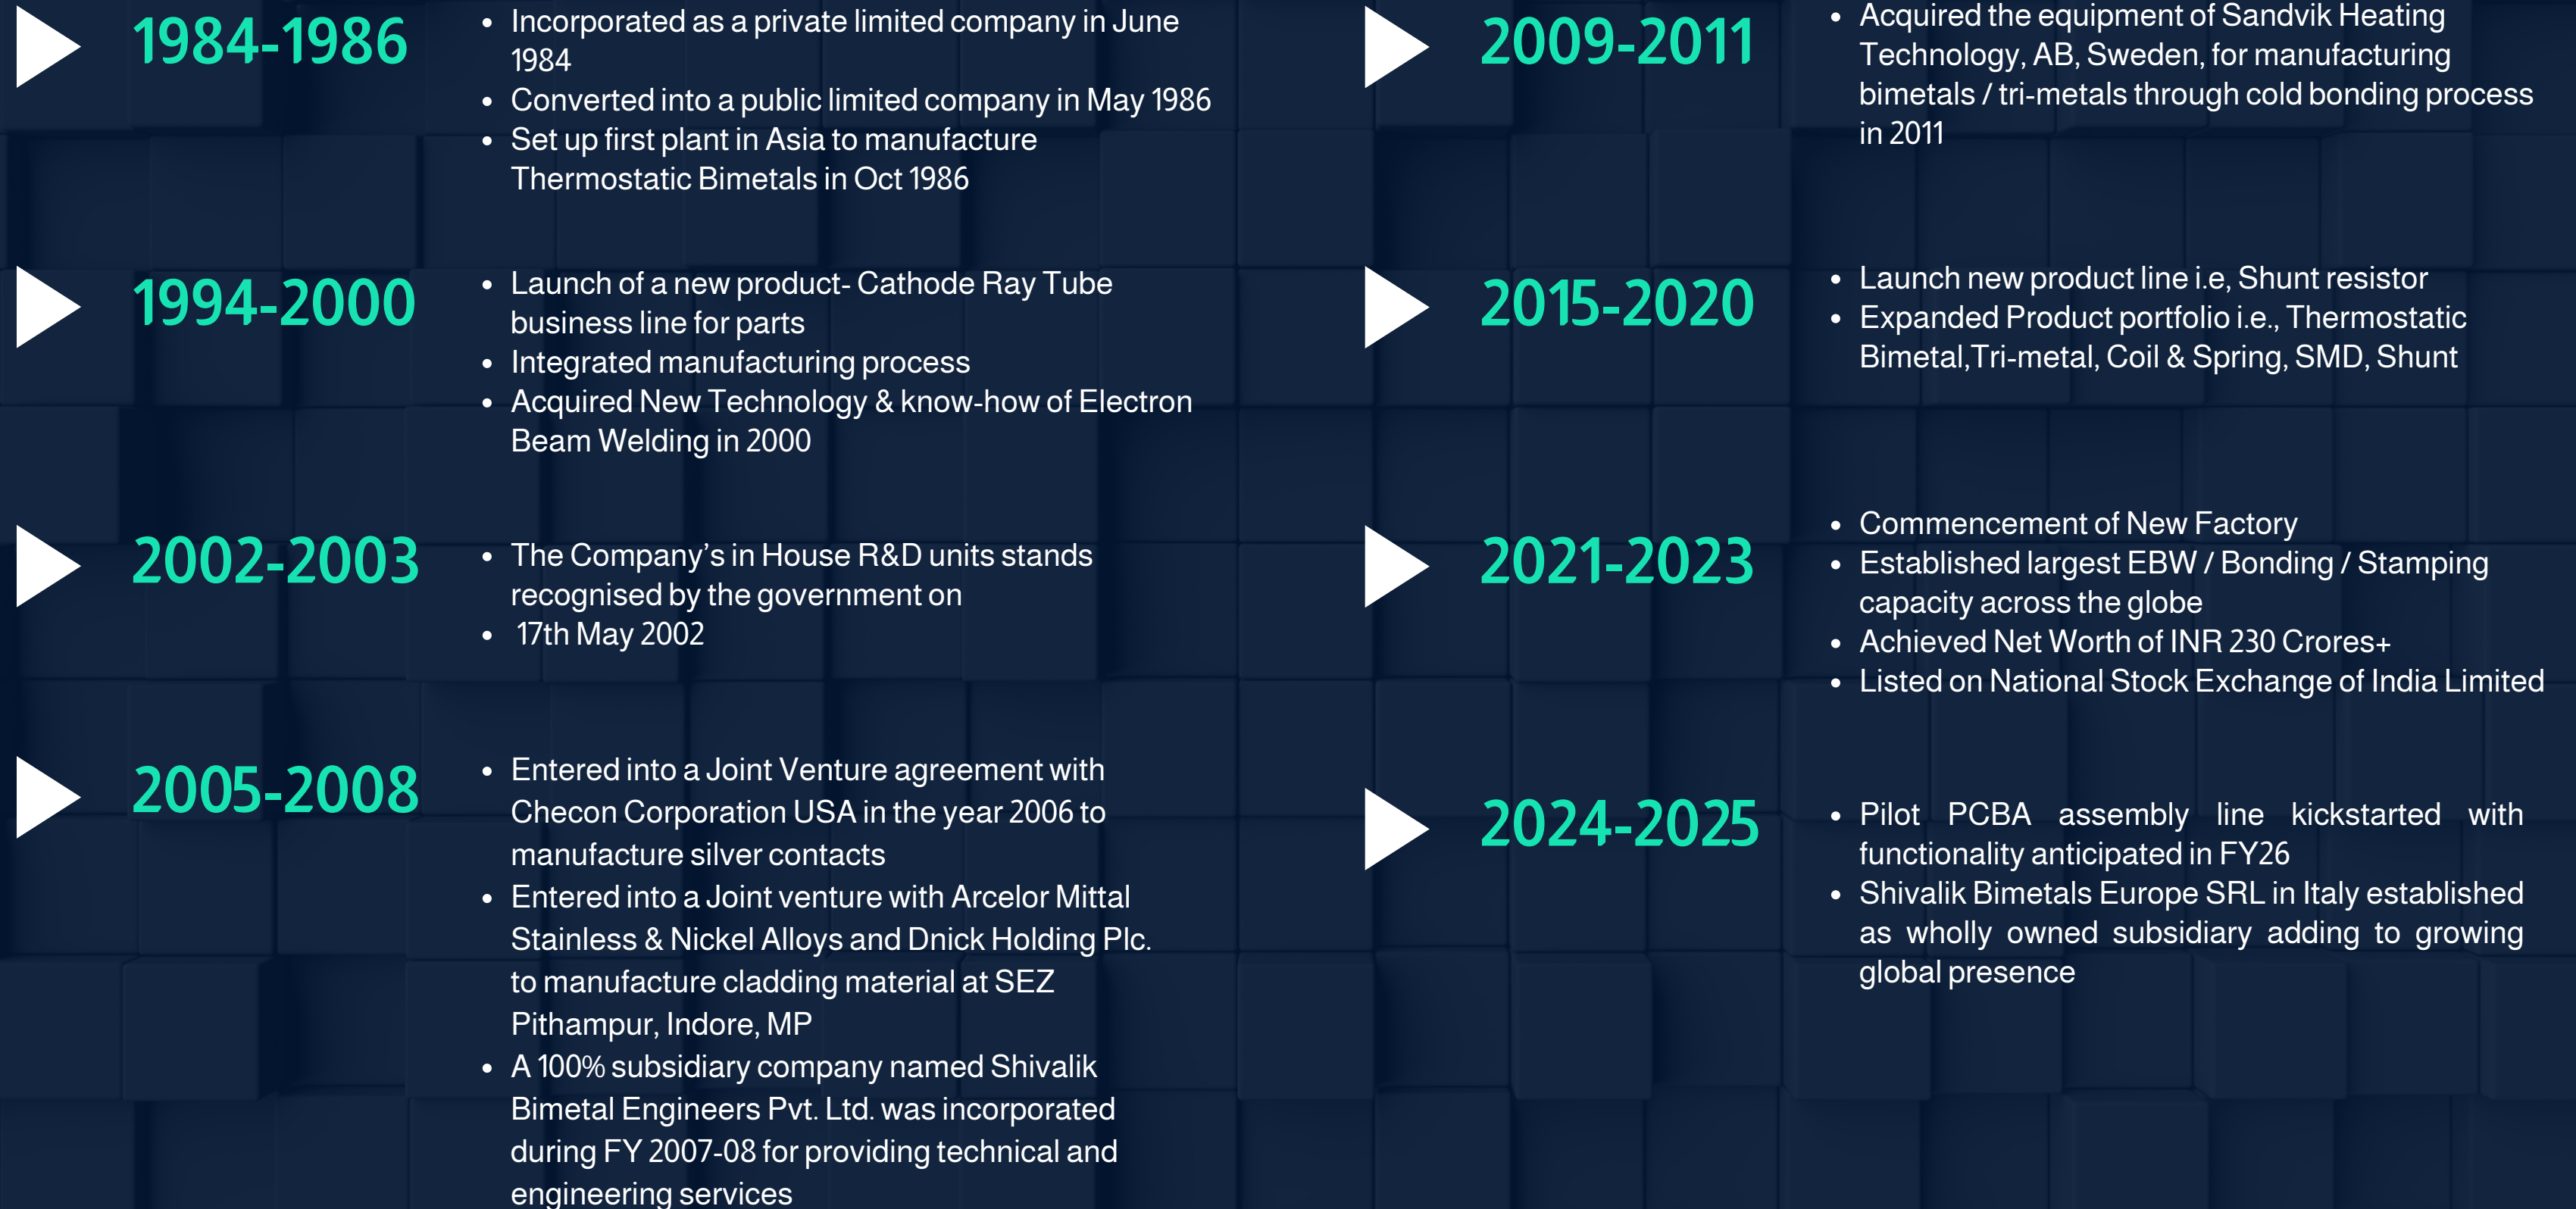 1984-1986
• Incorporated as a private limited company in June
1984
• Converted into a public limited company in May 1986
• Set up first plant in Asia to manufacture
Thermostatic Bimetals in Oct 1986
1994-2000
• Launch of a new product- Cathode Ray Tube
business line for parts
• Integrated manufacturing process
• Acquired New Technology & know-how of Electron
Beam Welding in 2000
2002-2003
• The Company’s in House R&D units stands
recognised by the government on
• 17th May 2002
2005-2008
• Entered into a Joint Venture agreement with
Checon Corporation USA in the year 2006 to
manufacture silver contacts
• Entered into a Joint venture with Arcelor Mittal
Stainless & Nickel Alloys and Dnick Holding Plc.
to manufacture cladding material at SEZ
Pithampur, Indore, MP
• A 100% subsidiary company named Shivalik
Bimetal Engineers Pvt. Ltd. was incorporated
during FY 2007-08 for providing technical and
engineering services
2009-2011
• Acquired the equipment of Sandvik Heating
Technology, AB, Sweden, for manufacturing
bimetals / tri-metals through cold bonding process
in 2011
2015-2020
• Launch new product line i.e, Shunt resistor
• Expanded Product portfolio i.e., Thermostatic
Bimetal,Tri-metal, Coil & Spring, SMD, Shunt
2021-2023
• Commencement of New Factory
• Established largest EBW / Bonding / Stamping
capacity across the globe
• Achieved Net Worth of INR 230 Crores+
• Listed on National Stock Exchange of India Limited
2024-2025
• Pilot PCBA assembly line kickstarted with
functionality anticipated in FY26
• Shivalik Bimetals Europe SRL in Italy established
as wholly owned subsidiary adding to growing
global presence